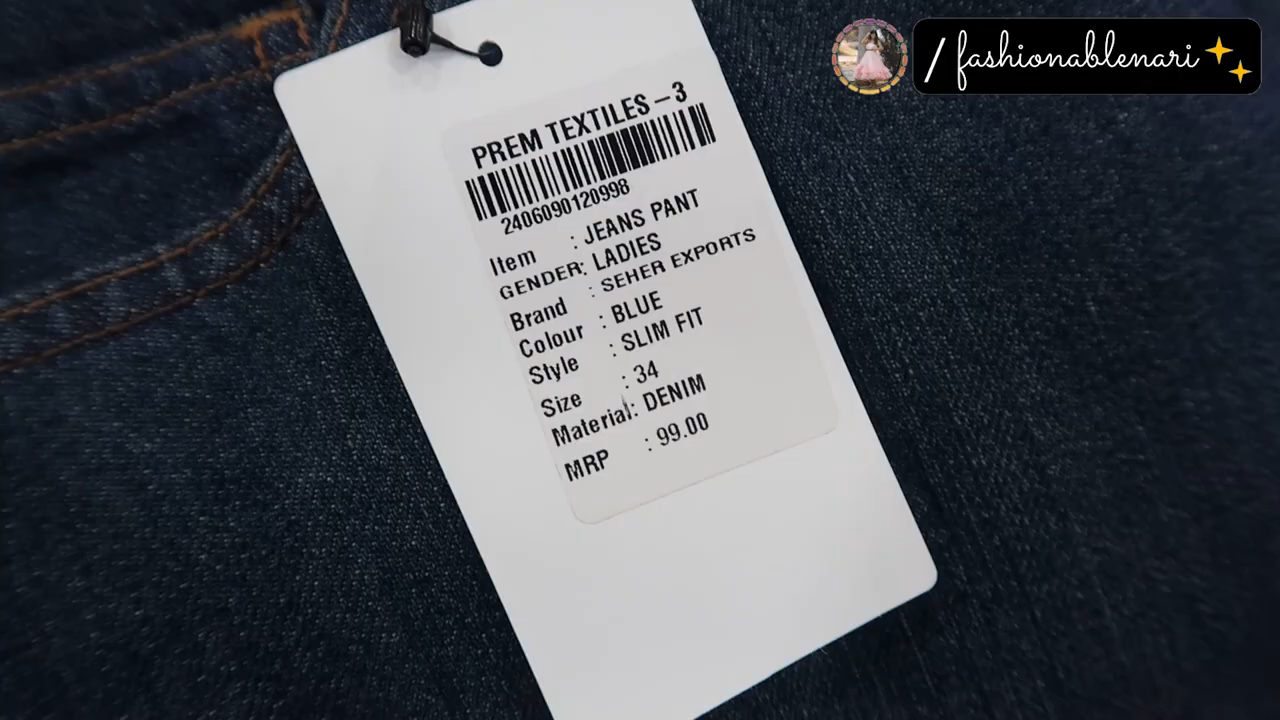 /fashionablenari
PREM TEXTILES – 3
2406090120998
Item : JEANS PANT
GENDER: LADIES
Brand : SEHER EXPORTS
Colour : BLUE
Style : SLIM FIT
Size : 34
Material: DENIM
MRP : 99.00